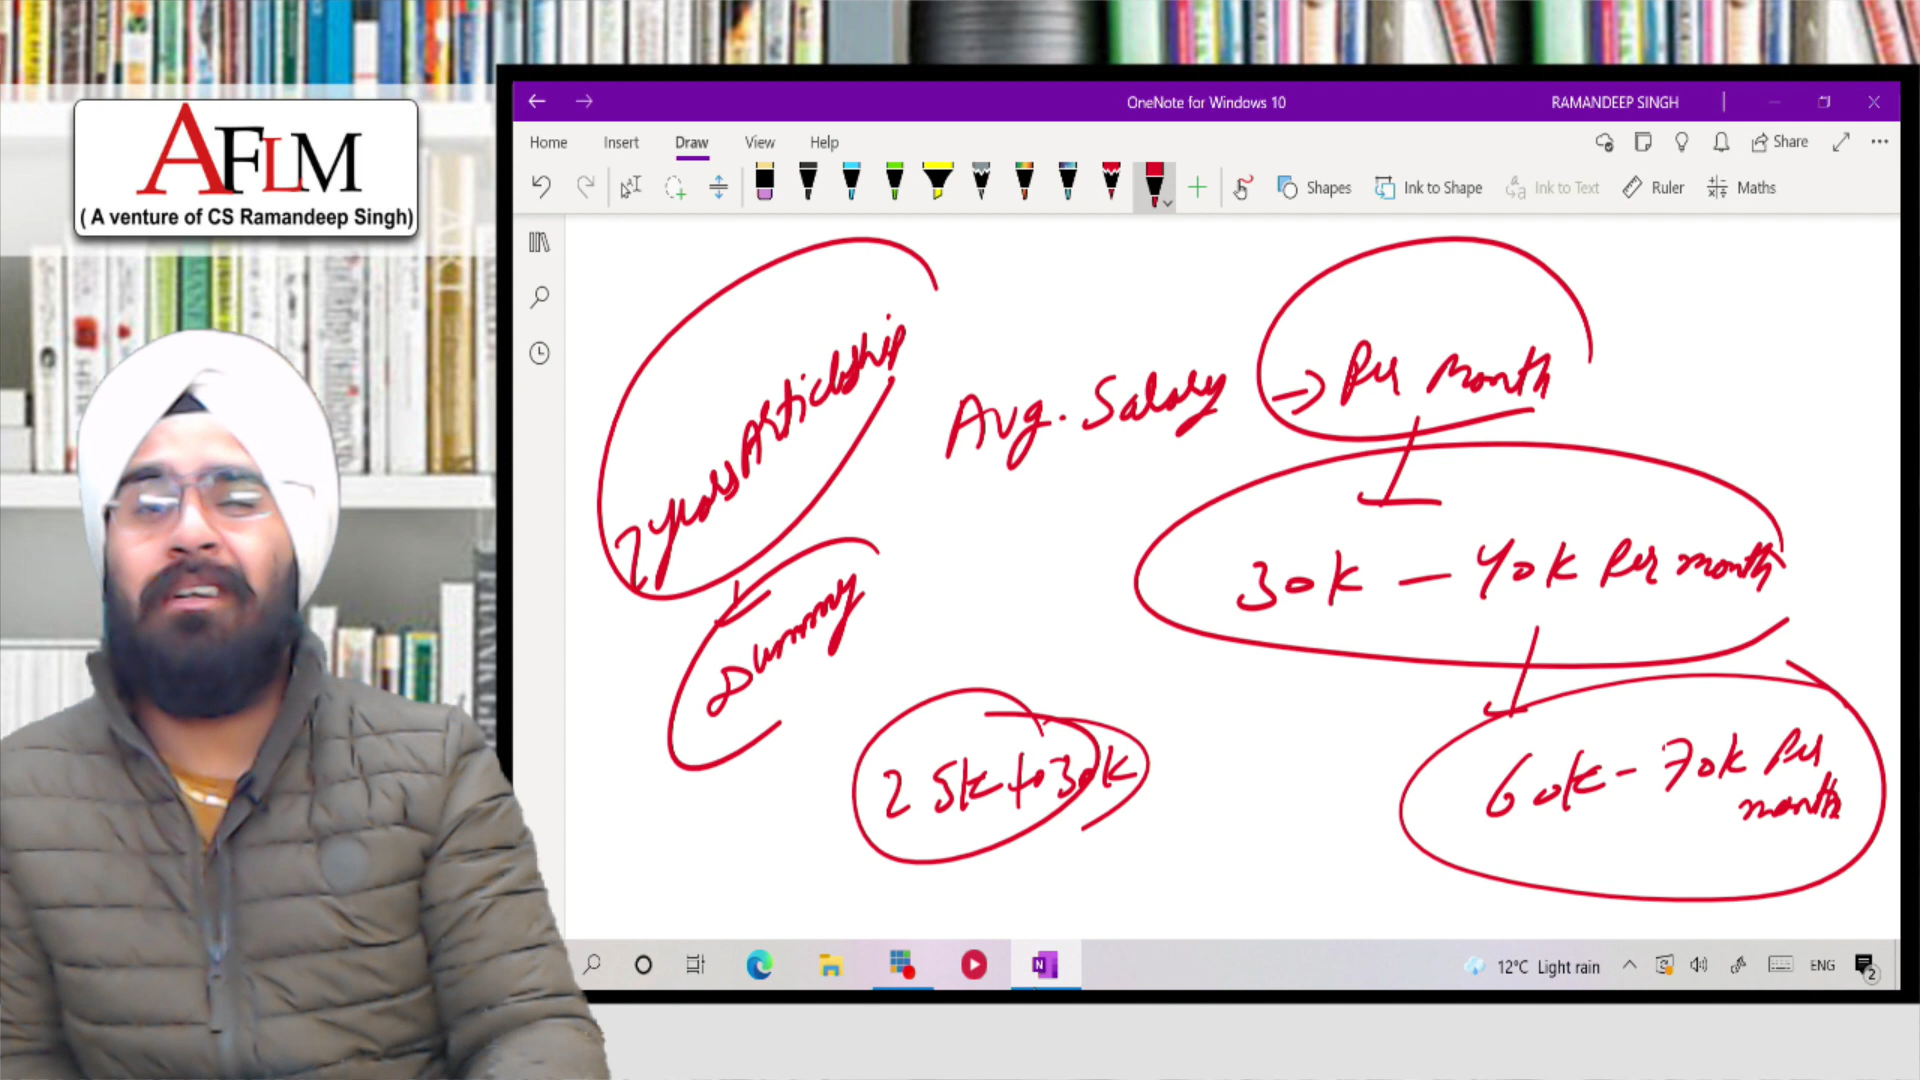 AFLM
( A venture of CS Ramandeep Singh)
OneNote for Windows 10
RAMANDEEP SINGH
Home Insert Draw View Help
Share
Shapes Ink to Shape Ink to Text Ruler Maths
2 years Articleship
Avg. Salary → Per month
30k — 40k Per month
Dummy
25k to 30k
60k - 70k Per
month
12°C Light rain
ENG
2